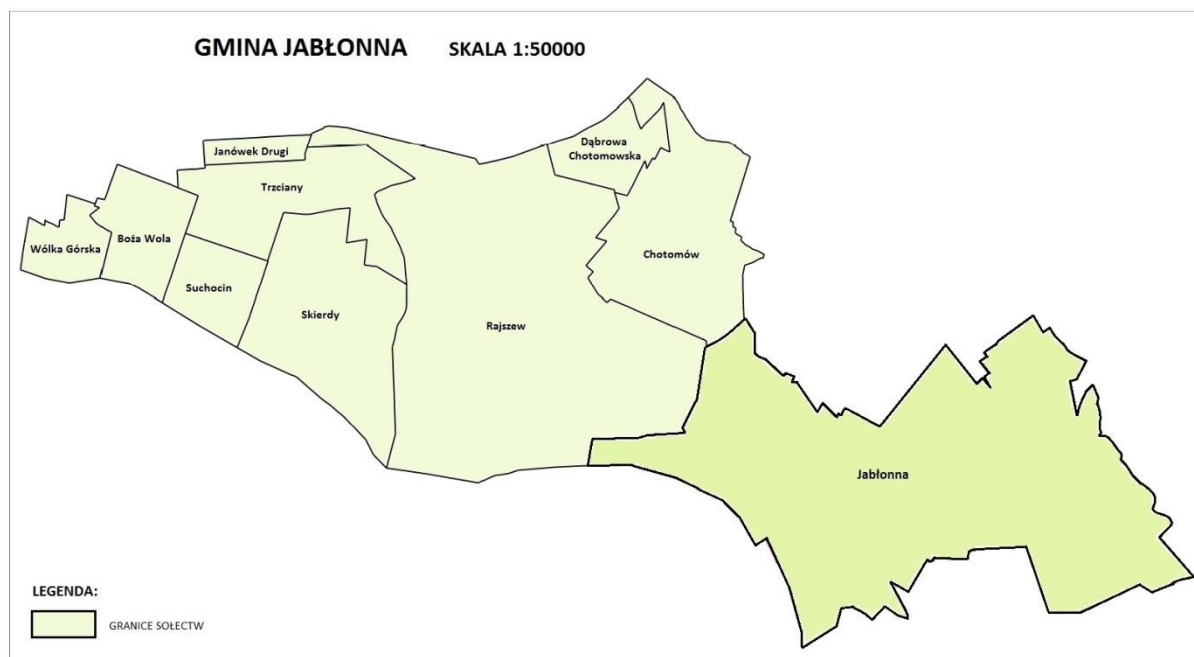 GMINA JABŁONNA SKALA 1:50000
Dąbrowa
Chotomowska
Janówek Drugi
Trzciany
Wólka Górska
Boża Wola
Chotomów
Suchocin
Skierdy
Rajszew
Jabłonna
LEGENDA:
GRANICE SOŁECTW